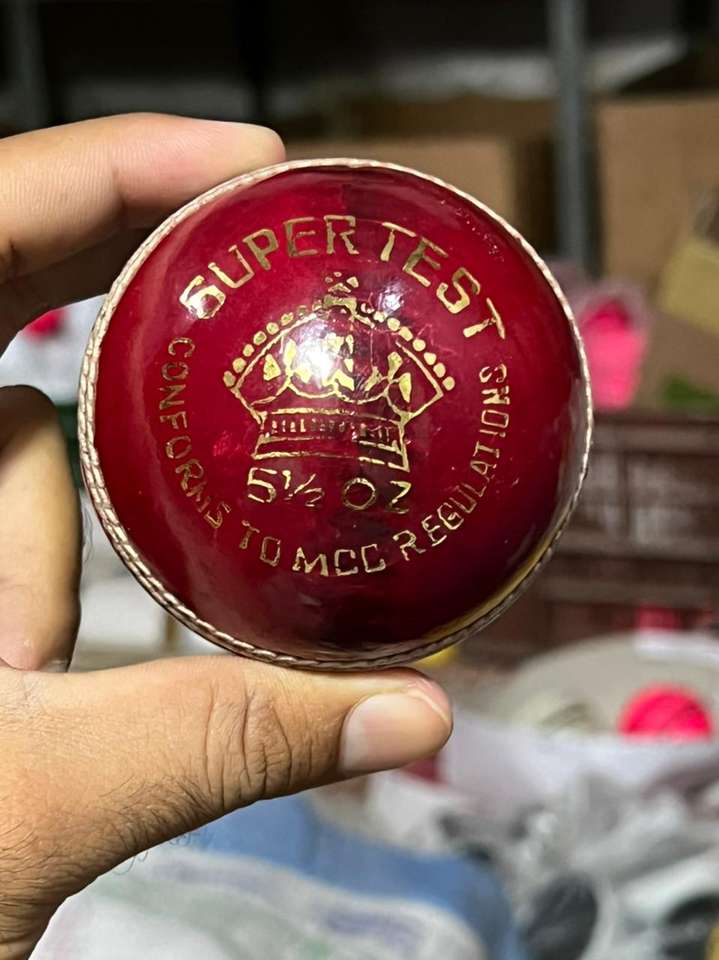 SUPER TEST
5½ OZ
CONFORMS TO MCC REGULATIONS